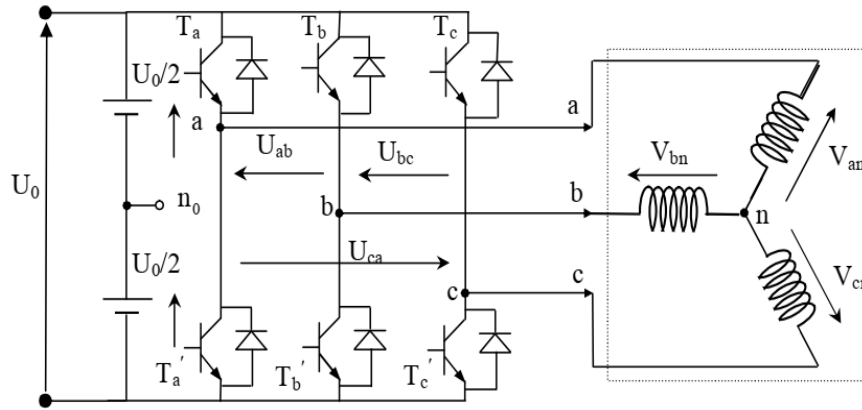 Ta
Tb
Tc
U0/2
a
a
Uab
Ubc
Vbn
Van
U0
n0
b
b
n
Uca
U0/2
c
c
Vcn
Ta'
Tb'
Tc'